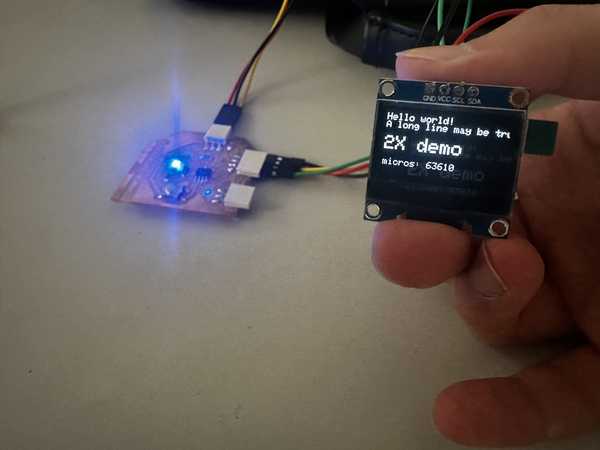 GND VCC SCL SDA
Hello world!
A long line may be tru
2X demo
micros: 63610